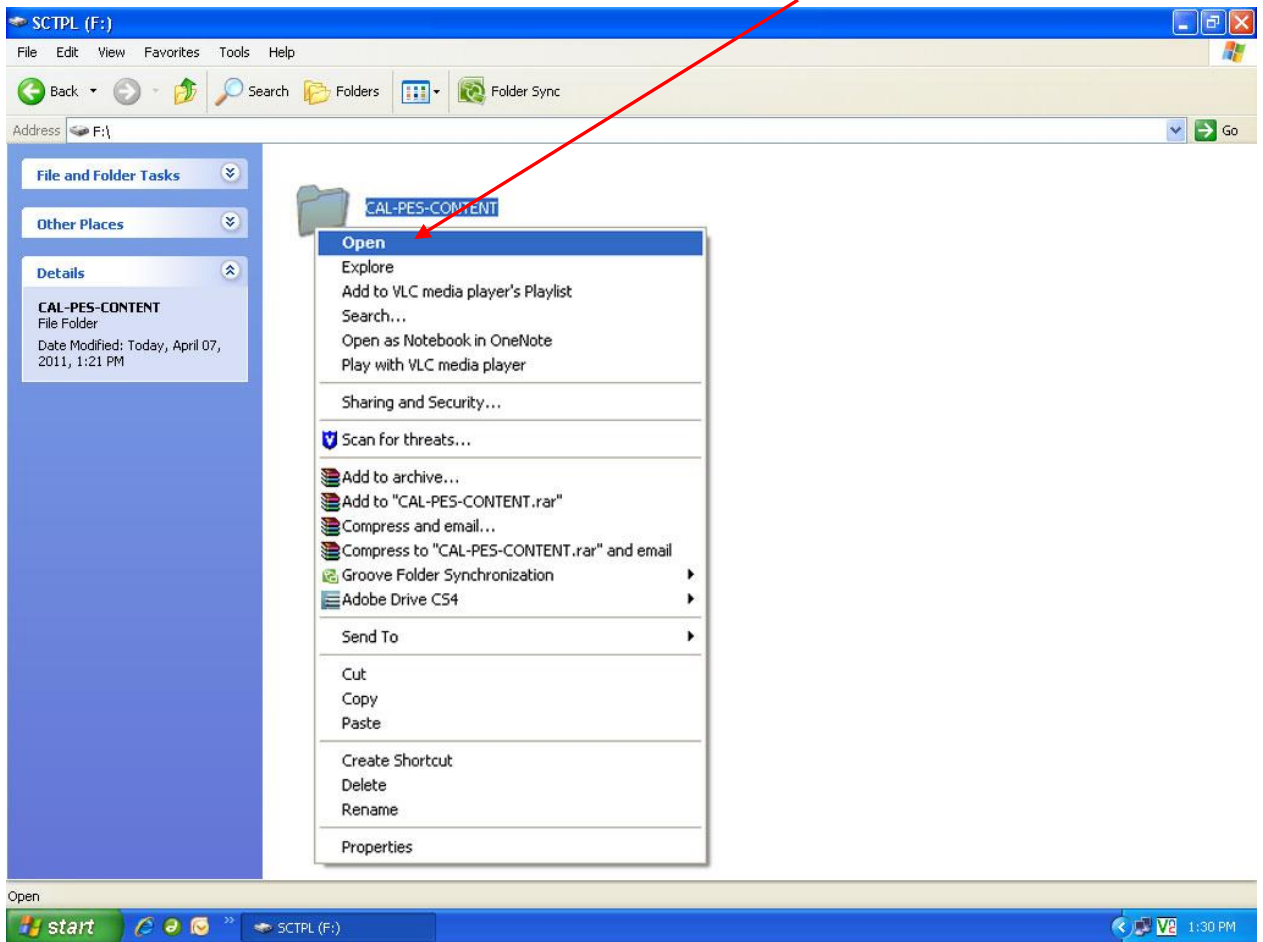 SCTPL (F:)
File Edit View Favorites Tools Help
Back Search Folders Folder Sync
Address F:\ Go
File and Folder Tasks
Other Places
Details
CAL-PES-CONTENT
File Folder
Date Modified: Today, April 07,
2011, 1:21 PM
CAL-PES-CONTENT
Open
Explore
Add to VLC media player's Playlist
Search...
Open as Notebook in OneNote
Play with VLC media player
Sharing and Security...
Scan for threats...
Add to archive...
Add to "CAL-PES-CONTENT.rar"
Compress and email...
Compress to "CAL-PES-CONTENT.rar" and email
Groove Folder Synchronization
Adobe Drive CS4
Send To
Cut
Copy
Paste
Create Shortcut
Delete
Rename
Properties
Open
start SCTPL (F:) 1:30 PM